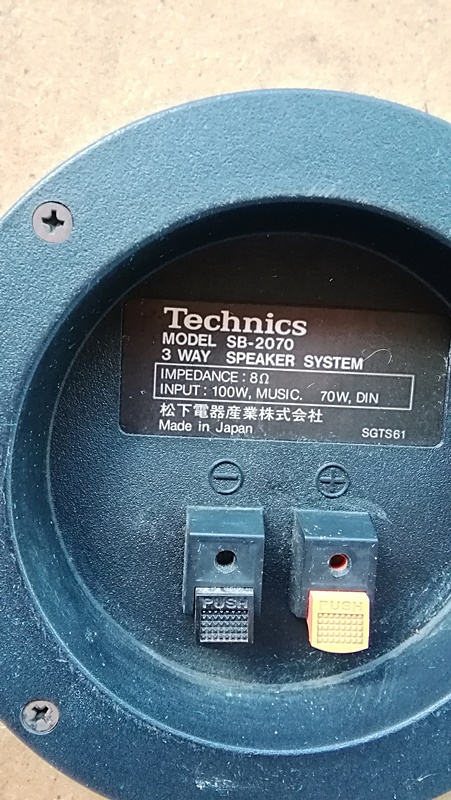 Technics
MODEL SB-2070
3 WAY SPEAKER SYSTEM
IMPEDANCE : 8Ω
INPUT : 100W, MUSIC. 70W, DIN
松下電器産業株式会社
Made in Japan SGTS61
− +
PUSH PUSH